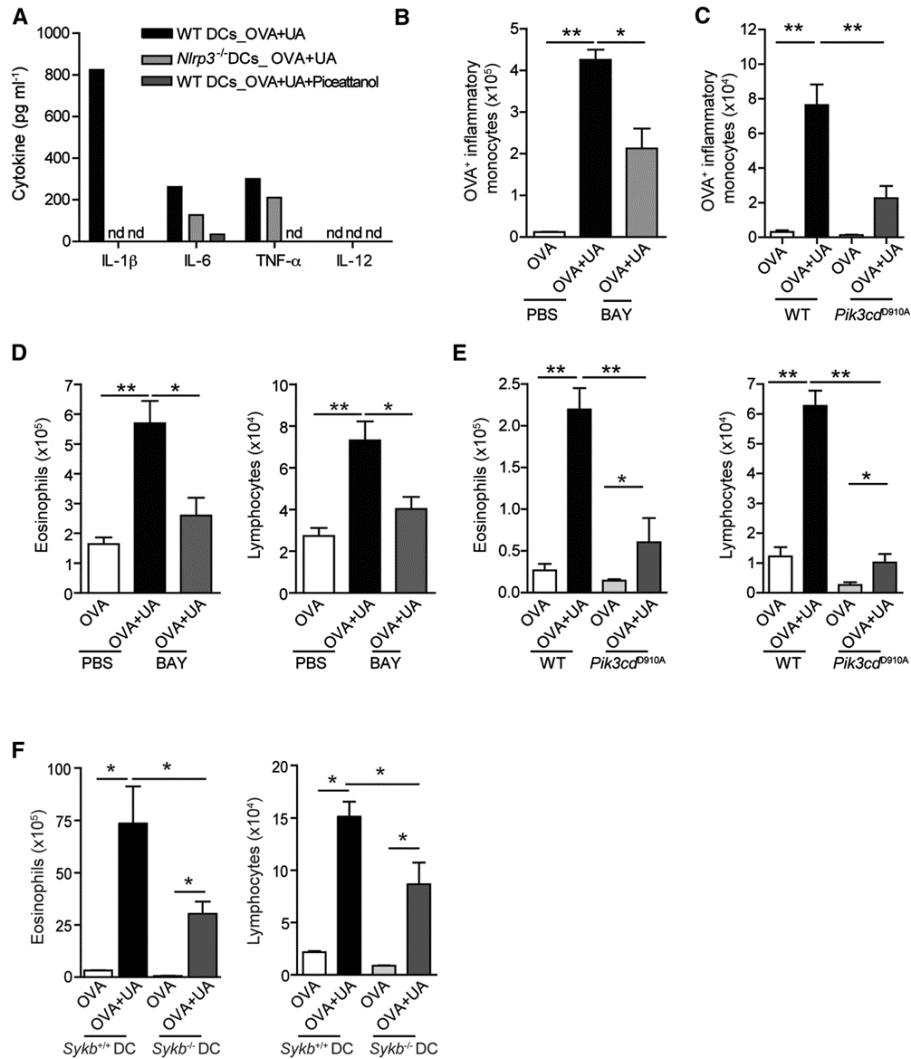 A
WT DCs_OVA+UA
Nlrp3-/-DCs_ OVA+UA
WT DCs_OVA+UA+Piceattanol
Cytokine (pg ml-1)
1000
800
600
400
200
0
nd nd
nd
nd nd nd
IL-1β
IL-6
TNF-α
IL-12
B
OVA+ inflammatory
monocytes (x10⁵)
** *
5
4
3
2
1
0
OVA
OVA+UA
OVA+UA
PBS
BAY
C
OVA+ inflammatory
monocytes (x10⁴)
** **
12
10
8
6
4
2
0
OVA
OVA+UA
OVA
OVA+UA
WT
Pik3cdD910A
D
Eosinophils (x10⁵)
** *
7
6
5
4
3
2
1
0
OVA
OVA+UA
OVA+UA
PBS
BAY
Lymphocytes (x10⁴)
** *
10
8
6
4
2
0
OVA
OVA+UA
OVA+UA
PBS
BAY
E
Eosinophils (x10⁵)
** **
*
2.5
2.0
1.5
1.0
0.5
0.0
OVA
OVA+UA
OVA
OVA+UA
WT
Pik3cdD910A
Lymphocytes (x10⁴)
** **
*
7
6
5
4
3
2
1
0
OVA
OVA+UA
OVA
OVA+UA
WT
Pik3cdD910A
F
Eosinophils (x10⁵)
* *
*
100
75
50
25
0
OVA
OVA+UA
OVA
OVA+UA
Sykb+/+ DC
Sykb-/- DC
Lymphocytes (x10⁴)
* *
*
20
15
10
5
0
OVA
OVA+UA
OVA
OVA+UA
Sykb+/+ DC
Sykb-/- DC